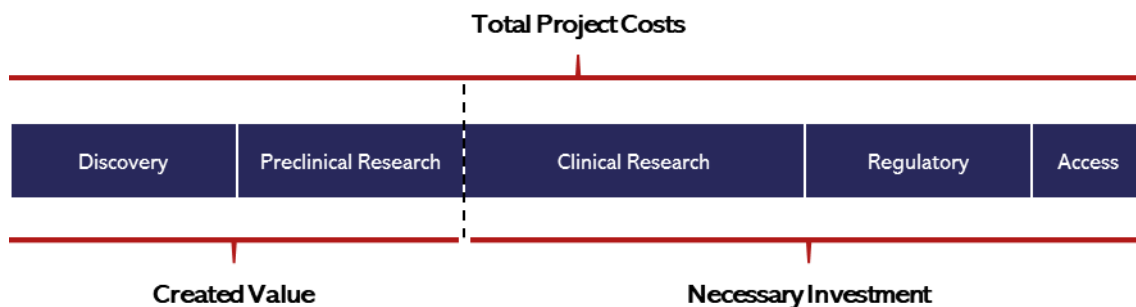 Total Project Costs
Discovery
Preclinical Research
Clinical Research
Regulatory
Access
Created Value
Necessary Investment